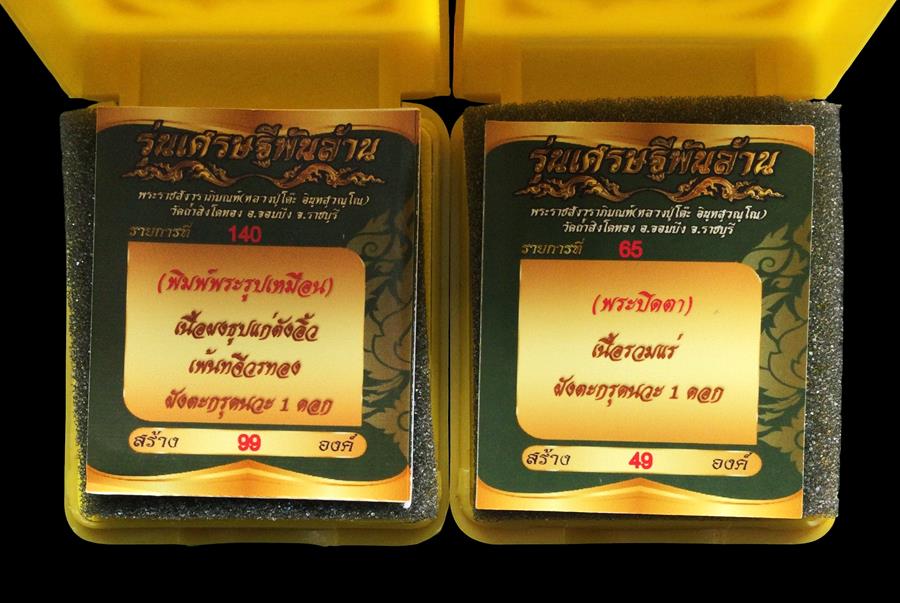 รุ่นเศรษฐีพันล้าน
พระราชสังวราภิมณฑ์(หลวงปู่โต๊ะ อินฺทสุวณฺโณ)
วัดถ้ำสิงโตทอง อ.จอมบึง จ.ราชบุรี
รายการที่ 140
(พิมพ์พระรูปเหมือน)
เนื้อผงธูปแก่ตังอิ้ว
เพ้นทจีวรทอง
ฝังตะกรุตนวะ 1 ดอก
สร้าง 99 องค์
รุ่นเศรษฐีพันล้าน
พระราชสังวราภิมณฑ์(หลวงปู่โต๊ะ อินฺทสุวณฺโณ)
วัดถ้ำสิงโตทอง อ.จอมบึง จ.ราชบุรี
รายการที่ 65
(พระปิดตา)
เนื้อรวมแร่
ฝังตะกรุตนวะ 1 ดอก
สร้าง 49 องค์